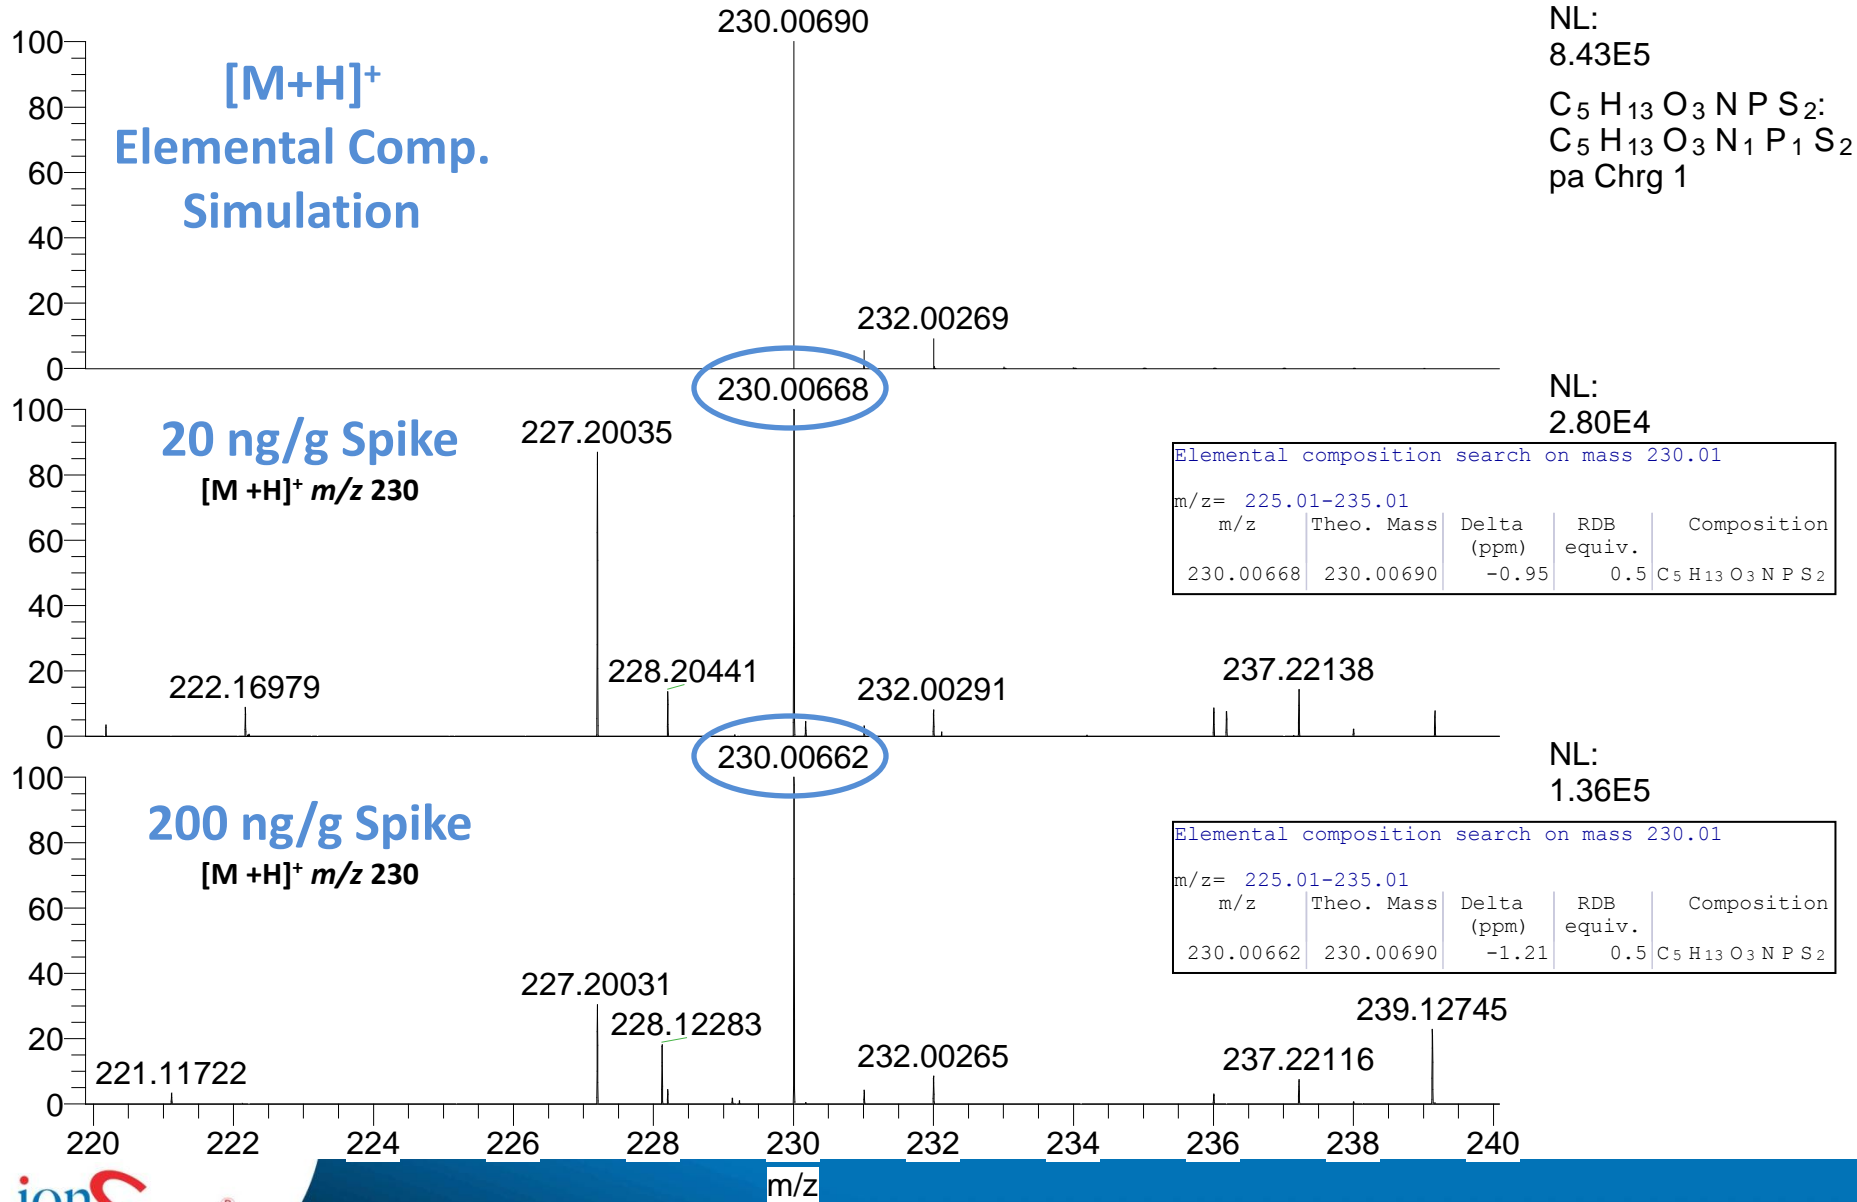 230.00690
NL:
8.43E5
C5 H13 O3 N P S2:
C5 H13 O3 N1 P1 S2
pa Chrg 1
[M+H]+
Elemental Comp.
Simulation
100
80
60
40
20
0
232.00269
230.00668
NL:
2.80E4
20 ng/g Spike
[M +H]+ m/z 230
100
80
60
40
20
0
227.20035
222.16979
228.20441
232.00291
237.22138
Elemental composition search on mass 230.01
m/z= 225.01-235.01
m/z Theo. Mass Delta RDB Composition
(ppm) equiv.
230.00668 230.00690 -0.95 0.5 C5 H13 O3 N P S2
230.00662
NL:
1.36E5
200 ng/g Spike
[M +H]+ m/z 230
100
80
60
40
20
0
227.20031
228.12283
221.11722
232.00265
237.22116
239.12745
Elemental composition search on mass 230.01
m/z= 225.01-235.01
m/z Theo. Mass Delta RDB Composition
(ppm) equiv.
230.00662 230.00690 -1.21 0.5 C5 H13 O3 N P S2
220 222 224 226 228 230 232 234 236 238 240
m/z